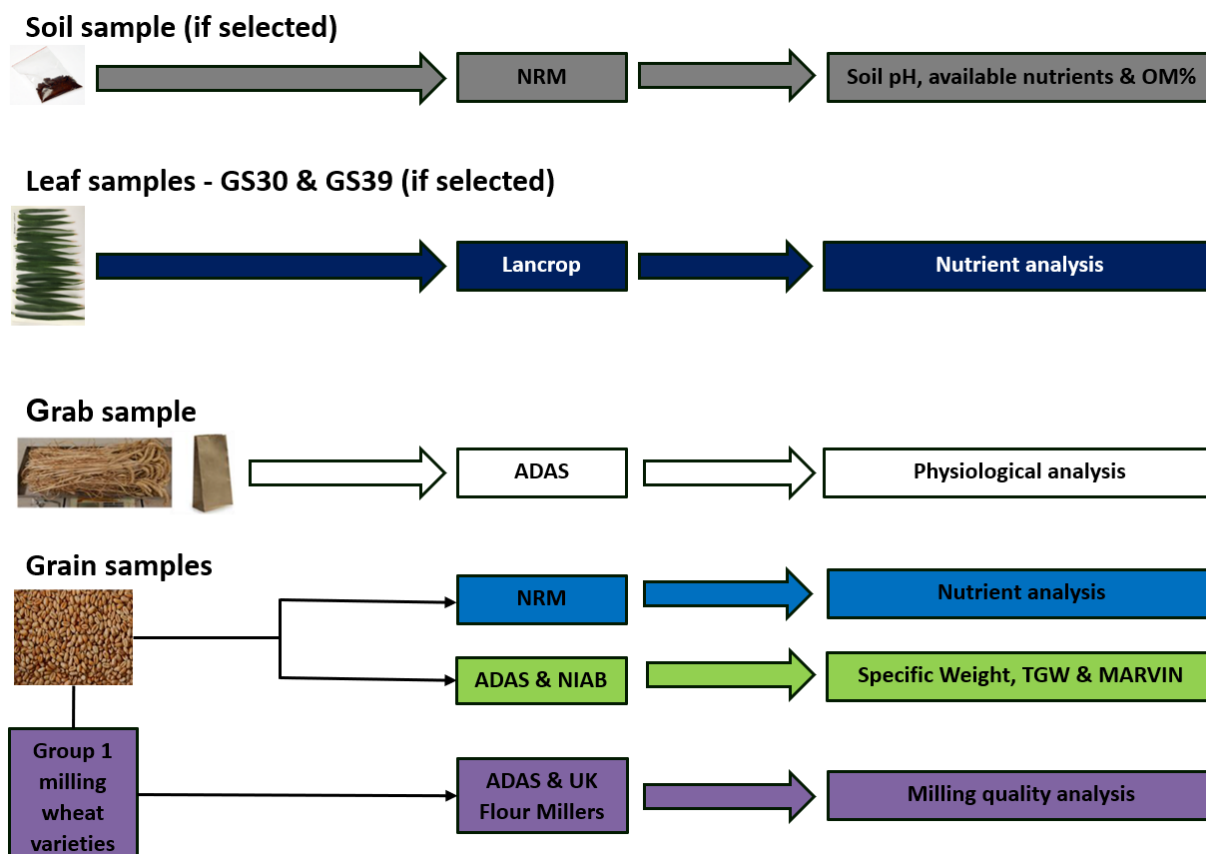 Soil sample (if selected)
NRM
Soil pH, available nutrients & OM%
Leaf samples - GS30 & GS39 (if selected)
Lancrop
Nutrient analysis
Grab sample
ADAS
Physiological analysis
Grain samples
NRM
Nutrient analysis
ADAS & NIAB
Specific Weight, TGW & MARVIN
Group 1
milling
wheat
varieties
ADAS & UK
Flour Millers
Milling quality analysis